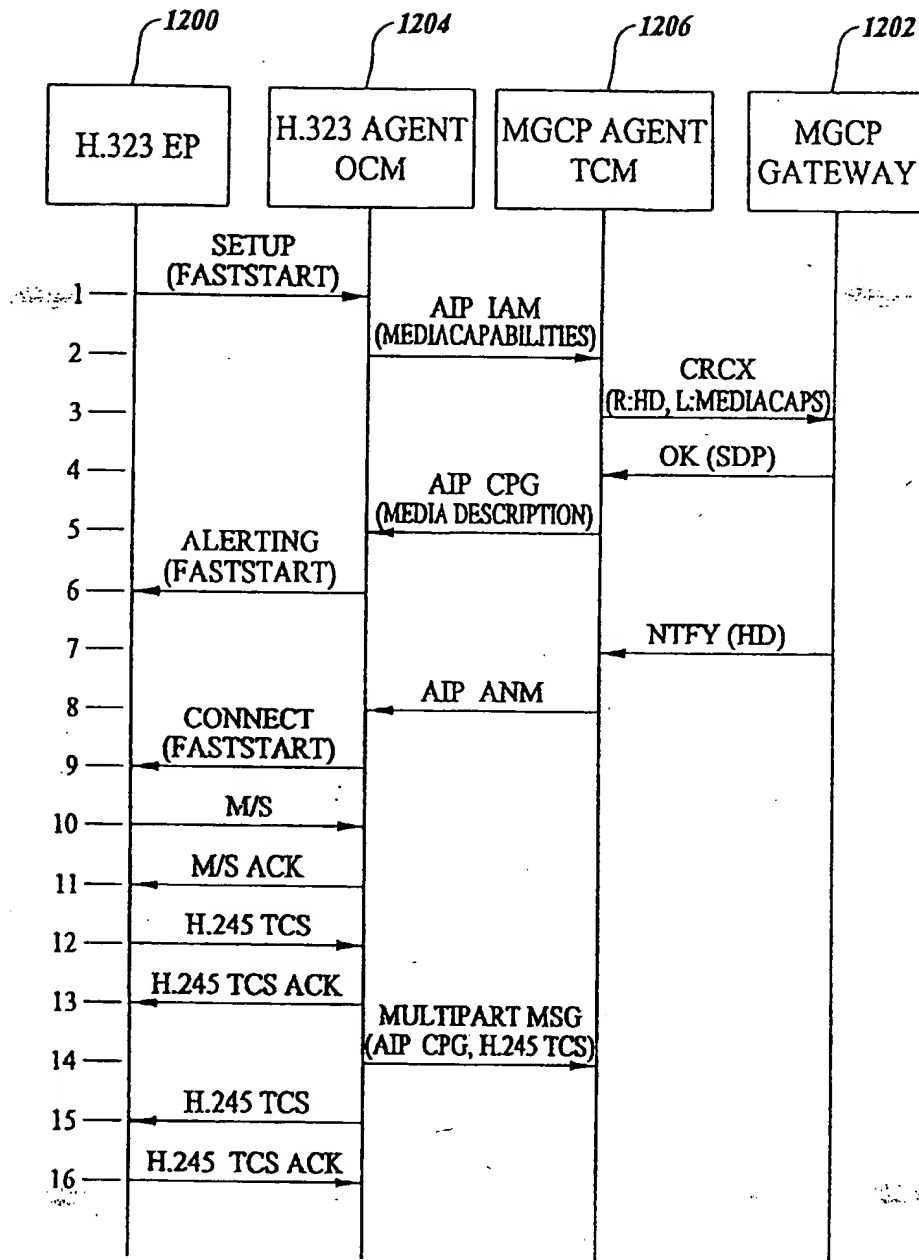 1200
1204
1206
1202
H.323 EP
H.323 AGENT
OCM
MGCP AGENT
TCM
MGCP
GATEWAY
SETUP
(FASTSTART)
1
AIP IAM
(MEDIACAPABILITIES)
2
CRCX
(R:HD, L:MEDIACAPS)
3
OK (SDP)
4
AIP CPG
(MEDIA DESCRIPTION)
5
ALERTING
(FASTSTART)
6
NTFY (HD)
7
AIP ANM
8
CONNECT
(FASTSTART)
9
M/S
10
M/S ACK
11
H.245 TCS
12
H.245 TCS ACK
13
MULTIPART MSG
(AIP CPG, H.245 TCS)
14
H.245 TCS
15
H.245 TCS ACK
16